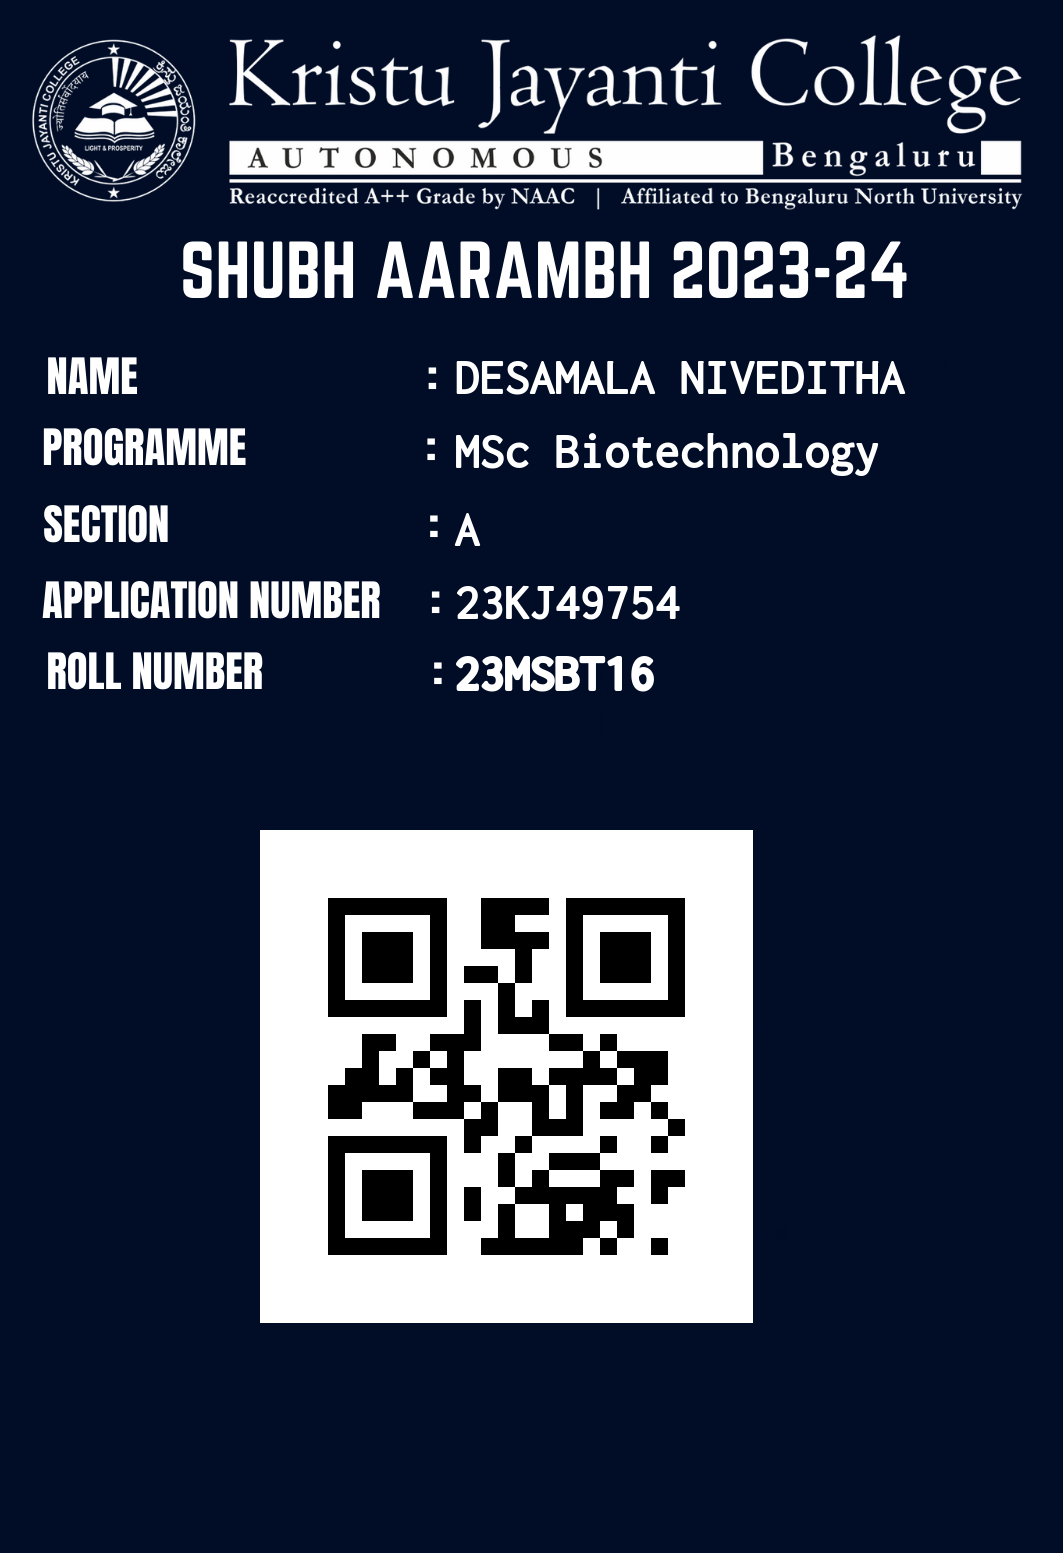 Kristu Jayanti College
AUTONOMOUS Bengaluru
Reaccredited A++ Grade by NAAC | Affiliated to Bengaluru North University
KRISTU JAYANTI COLLEGE
ज्योतिर्समृद्धिदायाय
LIGHT & PROSPERITY
SHUBH AARAMBH 2023-24
NAME : DESAMALA NIVEDITHA
PROGRAMME : MSc Biotechnology
SECTION : A
APPLICATION NUMBER : 23KJ49754
ROLL NUMBER : 23MSBT16